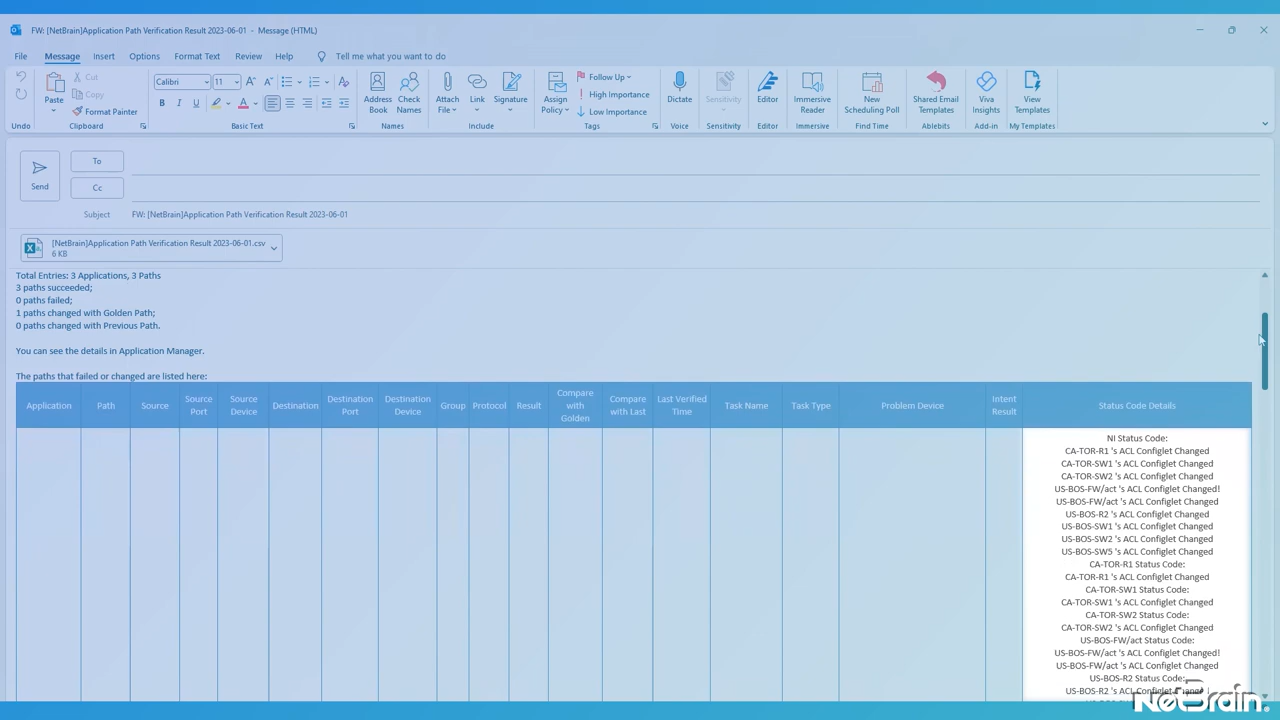 FW: [NetBrain]Application Path Verification Result 2023-06-01 - Message (HTML)
File Message Insert Options Format Text Review Help Tell me what you want to do
Cut
Copy
Format Painter
Paste
Calibri 11
B I U A
Address Book
Check Names
Attach File
Link
Signature
Assign Policy
Follow Up
High Importance
Low Importance
Dictate
Sensitivity
Editor
Immersive Reader
New Scheduling Poll
Shared Email Templates
Viva Insights
View Templates
Undo Clipboard Basic Text Names Include Tags Voice Sensitivity Editor Immersive Find Time Ablebits Add-in My Templates
Send
To
Cc
Subject FW: [NetBrain]Application Path Verification Result 2023-06-01
[NetBrain]Application Path Verification Result 2023-06-01.csv
6 KB
Total Entries: 3 Applications, 3 Paths
3 paths succeeded;
0 paths failed;
1 paths changed with Golden Path;
0 paths changed with Previous Path.
You can see the details in Application Manager.
The paths that failed or changed are listed here:
Application Path Source Source Port Source Device Destination Destination Port Destination Device Group Protocol Result Compare with Golden Compare with Last Last Verified Time Task Name Task Type Problem Device Intent Result Status Code Details
NI Status Code:
CA-TOR-R1 's ACL Configlet Changed
CA-TOR-SW1 's ACL Configlet Changed
CA-TOR-SW2 's ACL Configlet Changed
US-BOS-FW/act 's ACL Configlet Changed!
US-BOS-FW/act 's ACL Configlet Changed
US-BOS-R2 's ACL Configlet Changed
US-BOS-SW1 's ACL Configlet Changed
US-BOS-SW2 's ACL Configlet Changed
US-BOS-SW5 's ACL Configlet Changed
CA-TOR-R1 Status Code:
CA-TOR-R1 's ACL Configlet Changed
CA-TOR-SW1 Status Code:
CA-TOR-SW1 's ACL Configlet Changed
CA-TOR-SW2 Status Code:
CA-TOR-SW2 's ACL Configlet Changed
US-BOS-FW/act Status Code:
US-BOS-FW/act 's ACL Configlet Changed!
US-BOS-FW/act 's ACL Configlet Changed
US-BOS-R2 Status Code:
US-BOS-R2 's ACL Configlet Changed
NetBrain